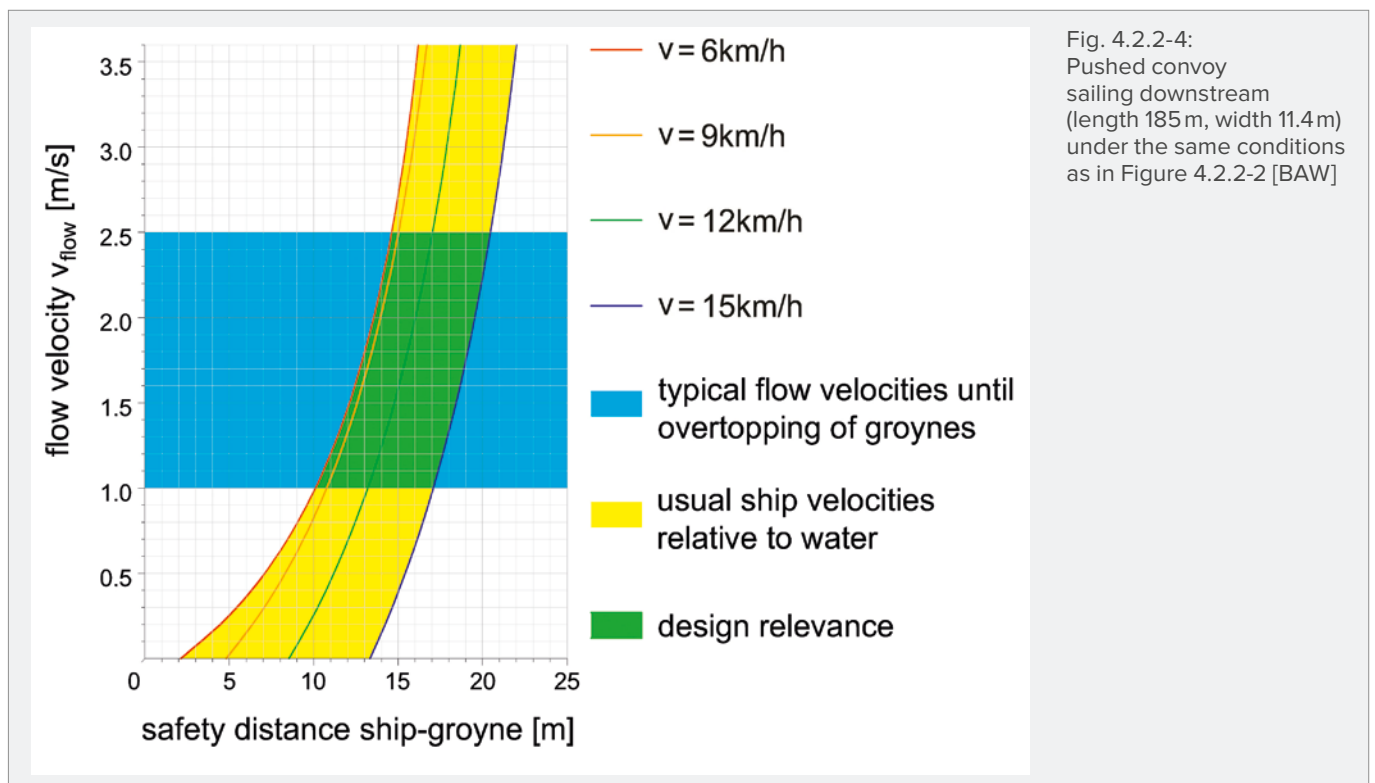 3.5
3.0
2.5
2.0
1.5
1.0
0.5
flow velocity vflow [m/s]
0 5 10 15 20 25
safety distance ship-groyne [m]
v = 6km/h
v = 9km/h
v = 12km/h
v = 15km/h
typical flow velocities until
overtopping of groynes
usual ship velocities
relative to water
design relevance
Fig. 4.2.2-4:
Pushed convoy
sailing downstream
(length 185 m, width 11.4 m)
under the same conditions
as in Figure 4.2.2-2 [BAW]